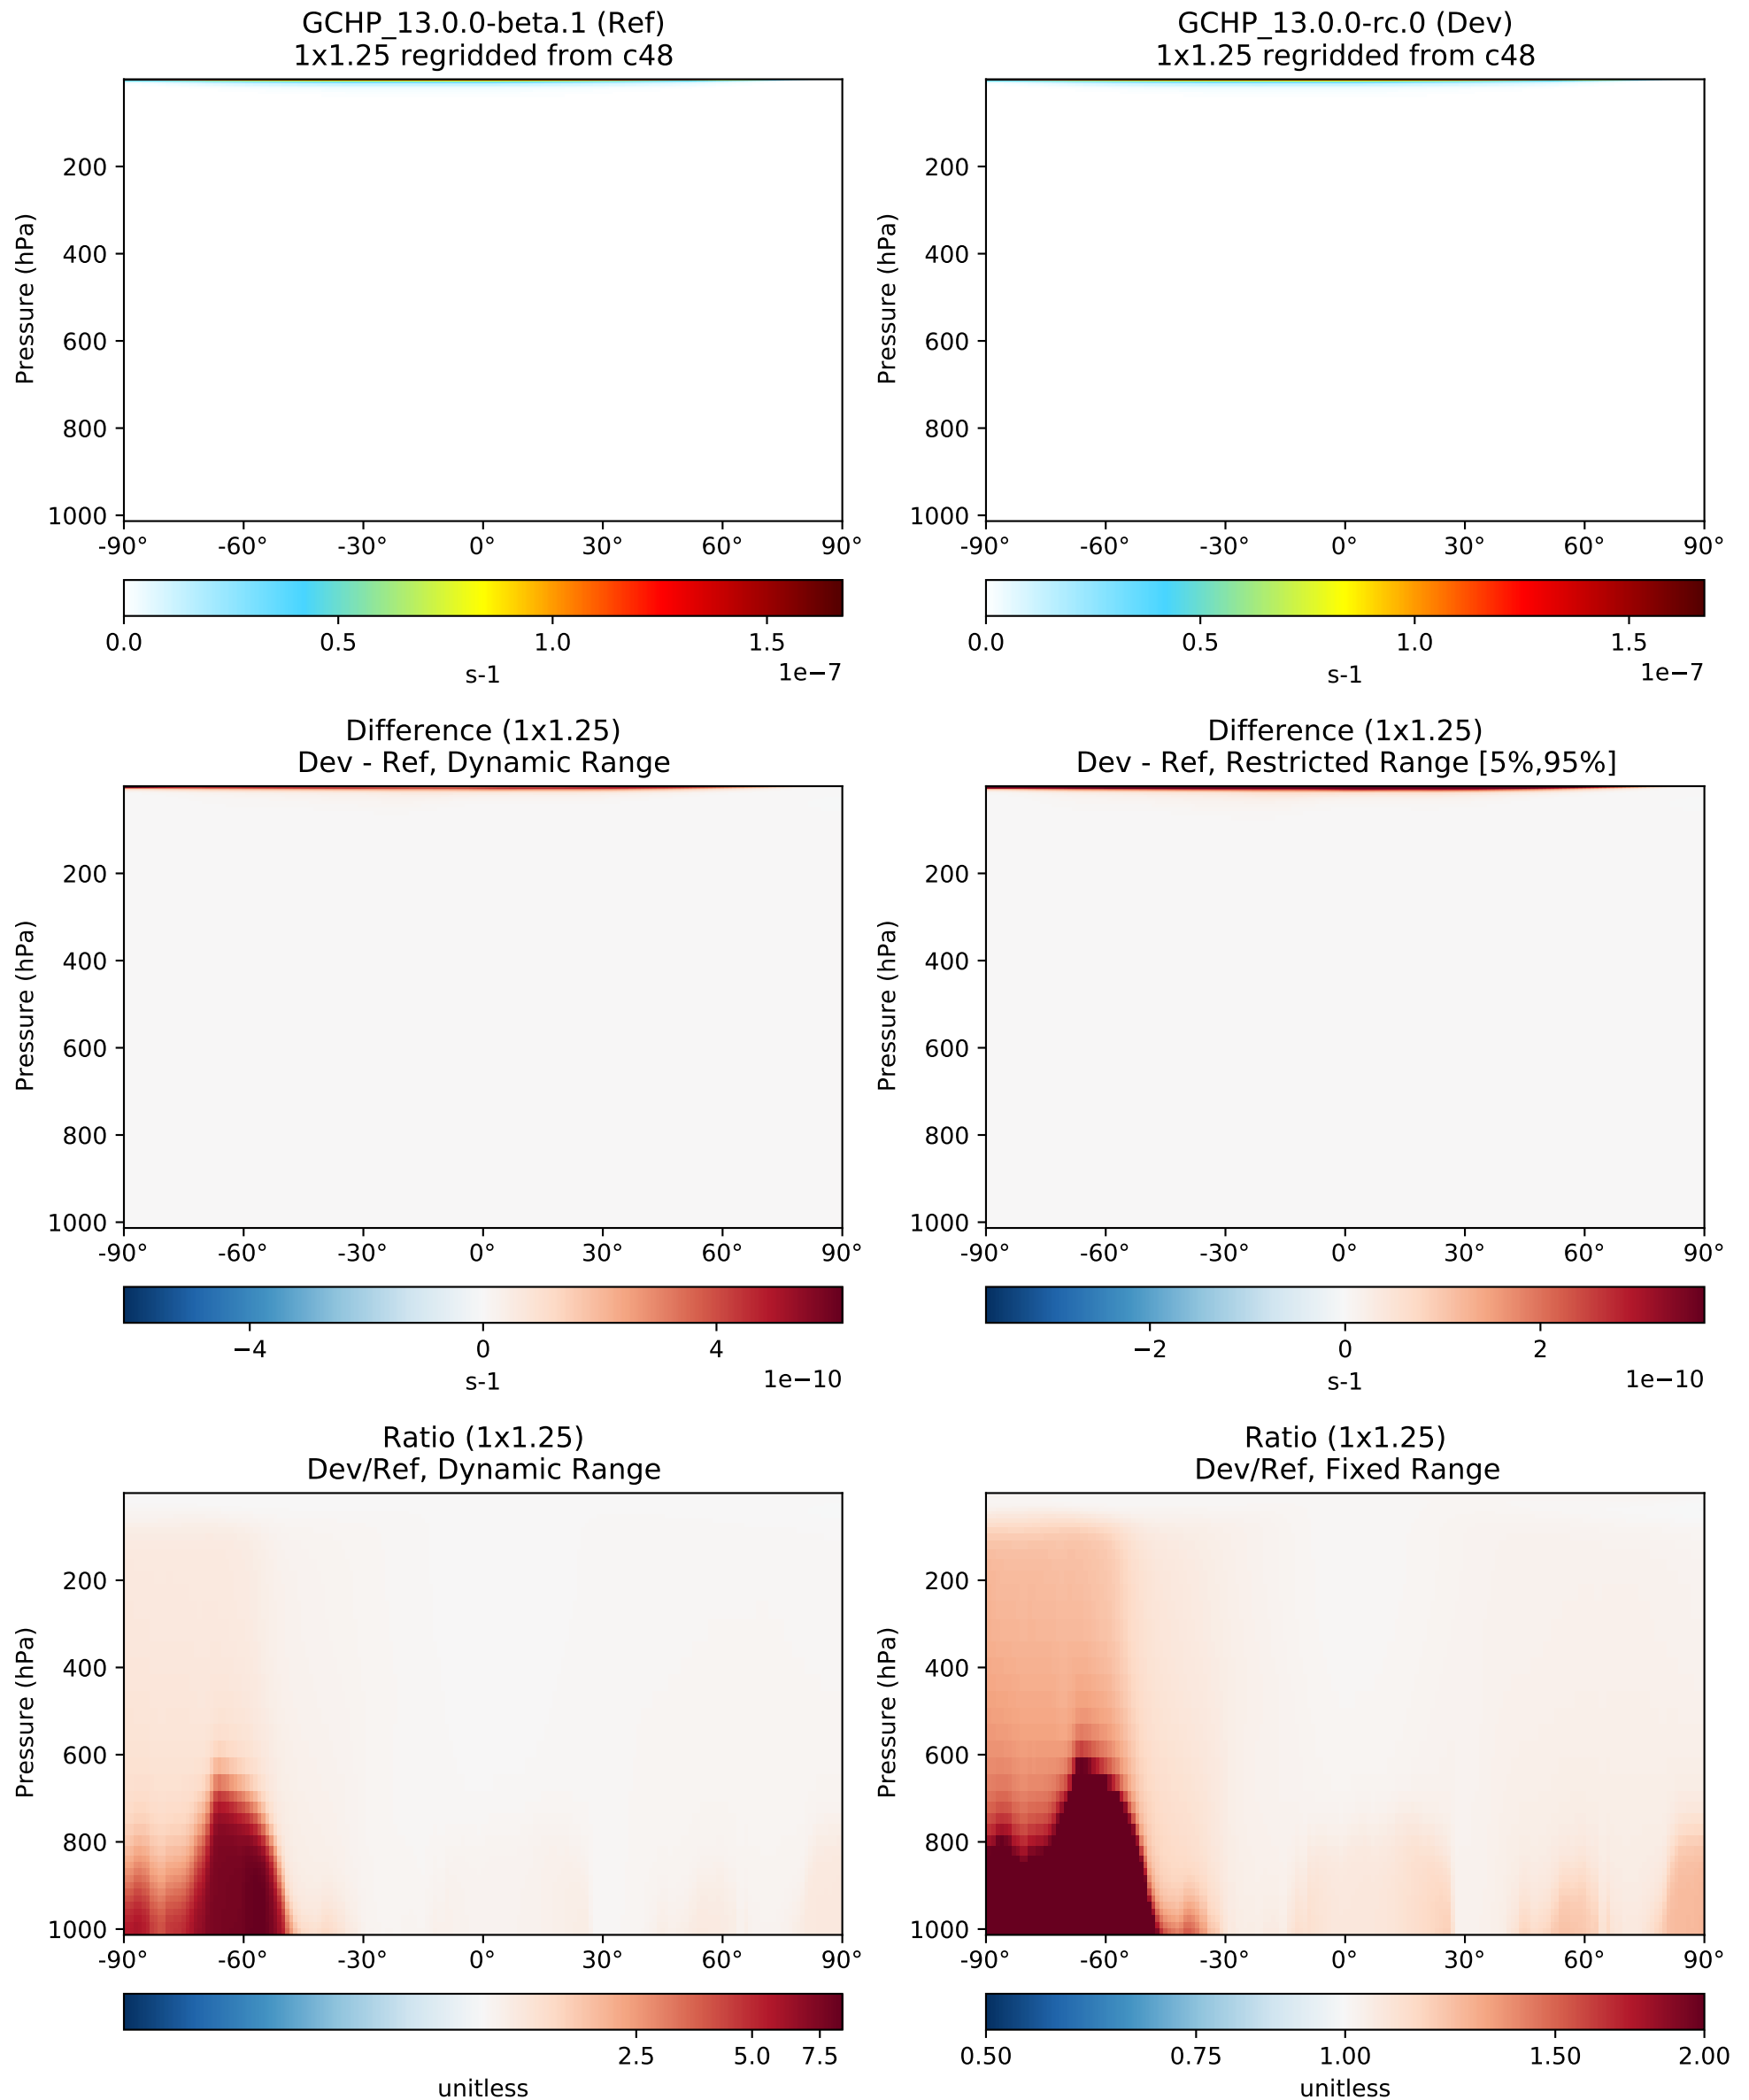 GCHP_13.0.0-beta.1 (Ref)
1x1.25 regridded from c48
Pressure (hPa)
200
400
600
800
1000
-90° -60° -30° 0° 30° 60° 90°
0.0 0.5 1.0 1.5
1e−7
s-1
GCHP_13.0.0-rc.0 (Dev)
1x1.25 regridded from c48
Pressure (hPa)
200
400
600
800
1000
-90° -60° -30° 0° 30° 60° 90°
0.0 0.5 1.0 1.5
1e−7
s-1
Difference (1x1.25)
Dev - Ref, Dynamic Range
Pressure (hPa)
200
400
600
800
1000
-90° -60° -30° 0° 30° 60° 90°
−4 0 4
1e−10
s-1
Difference (1x1.25)
Dev - Ref, Restricted Range [5%,95%]
Pressure (hPa)
200
400
600
800
1000
-90° -60° -30° 0° 30° 60° 90°
−2 0 2
1e−10
s-1
Ratio (1x1.25)
Dev/Ref, Dynamic Range
Pressure (hPa)
200
400
600
800
1000
-90° -60° -30° 0° 30° 60° 90°
2.5 5.0 7.5
unitless
Ratio (1x1.25)
Dev/Ref, Fixed Range
Pressure (hPa)
200
400
600
800
1000
-90° -60° -30° 0° 30° 60° 90°
0.50 0.75 1.00 1.50 2.00
unitless